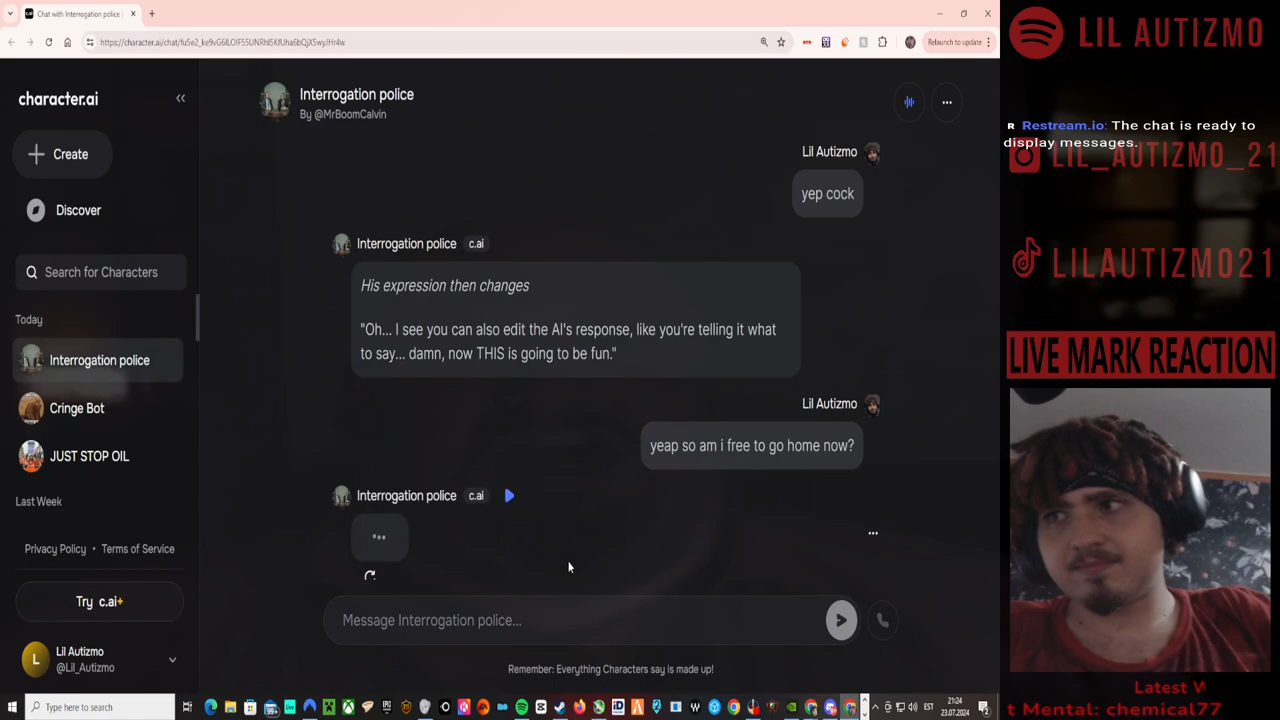 Chat with Interrogation police |
https://character.ai/chat/
Relaunch to update
character.ai
Create
Discover
Search for Characters
Today
Interrogation police
Cringe Bot
JUST STOP OIL
Last Week
Privacy Policy • Terms of Service
Try c.ai+
L
Lil Autizmo
@Lil_Autizmo
Interrogation police
By @MrBoomCalvin
Lil Autizmo
yep cock
Interrogation police c.ai
His expression then changes
"Oh... I see you can also edit the AI's response, like you're telling it what
to say... damn, now THIS is going to be fun."
Lil Autizmo
yeap so am i free to go home now?
Interrogation police c.ai
Message Interrogation police...
Remember: Everything Characters say is made up!
LIL AUTIZMO
R Restream.io: The chat is ready to
display messages.
LIL_AUTIZMO_21
LILAUTIZMO21
LIVE MARK REACTION
Latest
t Mental: chemical77
Type here to search
99+
EST
21:24
23.07.2024
2